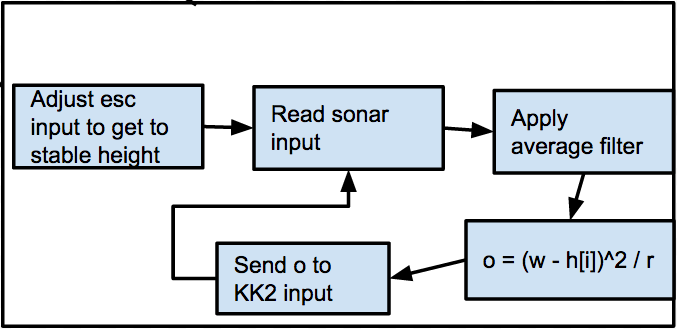 Adjust esc
input to get to
stable height
Read sonar
input
Apply
average filter
o = (w - h[i])^2 / r
Send o to
KK2 input